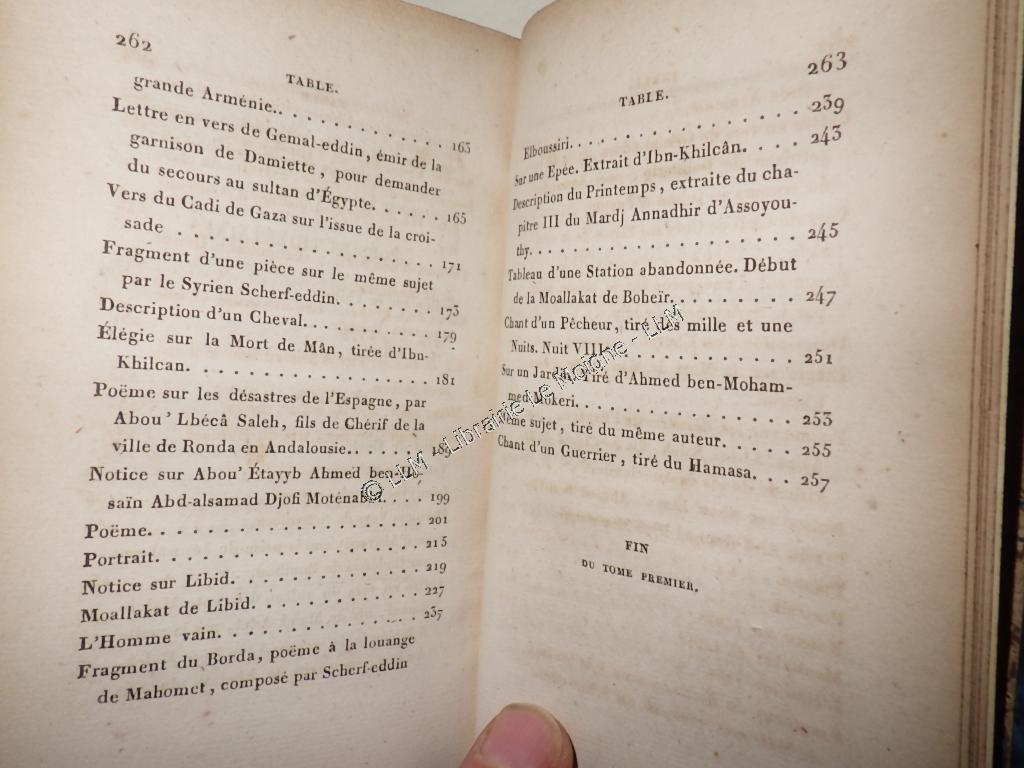 262
TABLE.
grande Arménie.. . . . . . . . . . . . . 163
Lettre en vers de Gemal-eddin, émir de la
garnison de Damiette, pour demander
du secours au sultan d'Égypte. . . . . . . 165
Vers du Cadi de Gaza sur l'issue de la croi-
sade . . . . . . . . . . . . . . . 171
Fragment d'une pièce sur le même sujet
par le Syrien Scherf-eddin. . . . . . . . 173
Description d'un Cheval. . . . . . . . . . 179
Élégie sur la Mort de Mân, tirée d'Ibn-
Khilcan. . . . . . . . . . . . . . . . 181
Poëme sur les désastres de l'Espagne, par
Abou' Lbécâ Saleh, fils de Chérif de la
ville de Ronda en Andalousie. . . . .
Notice sur Abou' Étayyb Ahmed ben-
saïn Abd-alsamad Djofi . . . . 199
Poëme. . . . . . . . . . . . . . . . . . 201
Portrait. . . . . . . . . . . . . . . . . . 215
Notice sur Libid. . . . . . . . . . . . . 219
Moallakat de Libid. . . . . . . . . . . . 227
L'Homme vain. . . . . . . . . . . . . . 237
Fragment du Borda, poëme à la louange
de Mahomet, composé par Scherf-eddin
263
TABLE.
Elboussiri. . . . . . . . . . . . . . . . 239
Sur une Epée. Extrait d'Ibn-Khilcân. . . . . 243
Description du Printemps, extraite du cha-
pitre III du Mardj Annadhir d'Assoyou-
thy. . . . . . . . . . . . . . . . . . 245
Tableau d'une Station abandonnée. Début
de la Moallakat de Boheïr. . . . . . . . . 247
Chant d'un Pêcheur, tiré des mille et une
Nuits. Nuit VIII. . . . . . . . . . . . . 251
Sur un Jardin. Tiré d'Ahmed ben-Moham-
med Mokeri. . . . . . . . . . . . . . . 253
Même sujet, tiré du même auteur. . . . . . 255
Chant d'un Guerrier, tiré du Hamasa. . . . 257
FIN
DU TOME PREMIER.
© LLM - Librairie Le Moigne - LLM